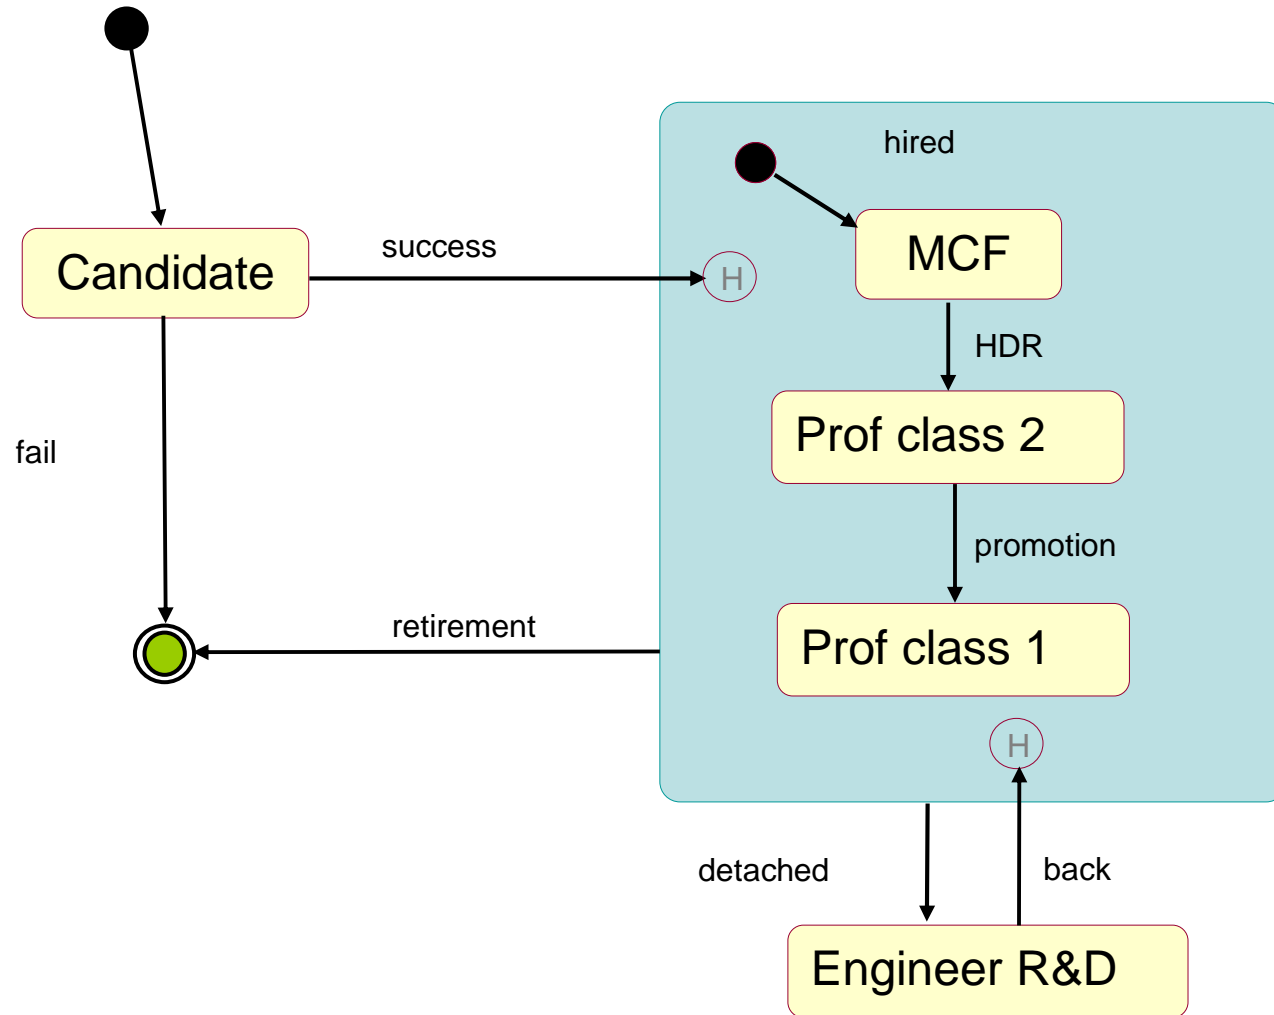 hired
success
MCF
Candidate
H
HDR
Prof class 2
fail
promotion
retirement
Prof class 1
H
detached
back
Engineer R&D